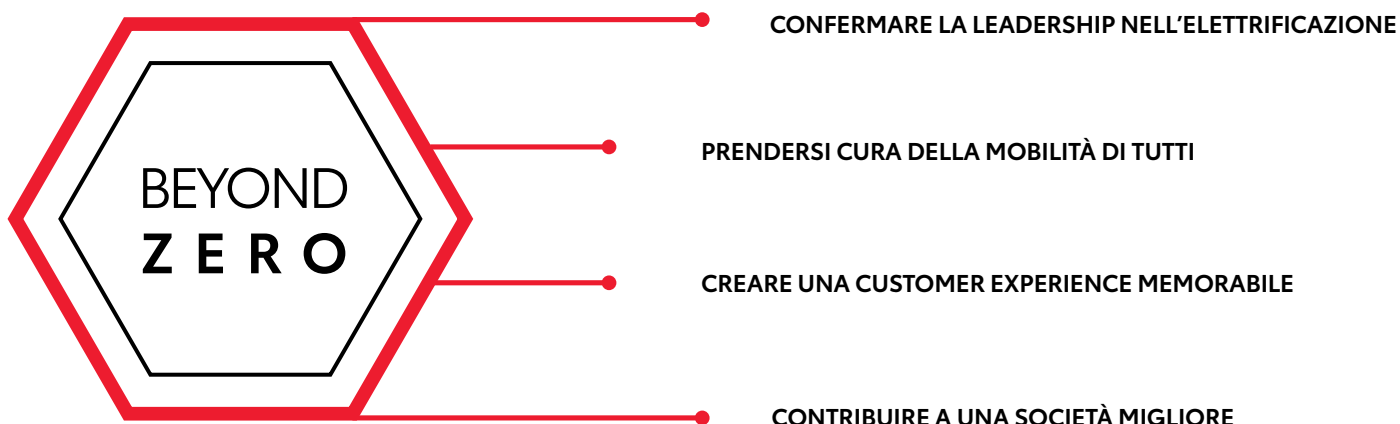 CONFERMARE LA LEADERSHIP NELL'ELETTRIFICAZIONE
PRENDERSI CURA DELLA MOBILITÀ DI TUTTI
BEYOND
ZERO
CREARE UNA CUSTOMER EXPERIENCE MEMORABILE
CONTRIBUIRE A UNA SOCIETÀ MIGLIORE